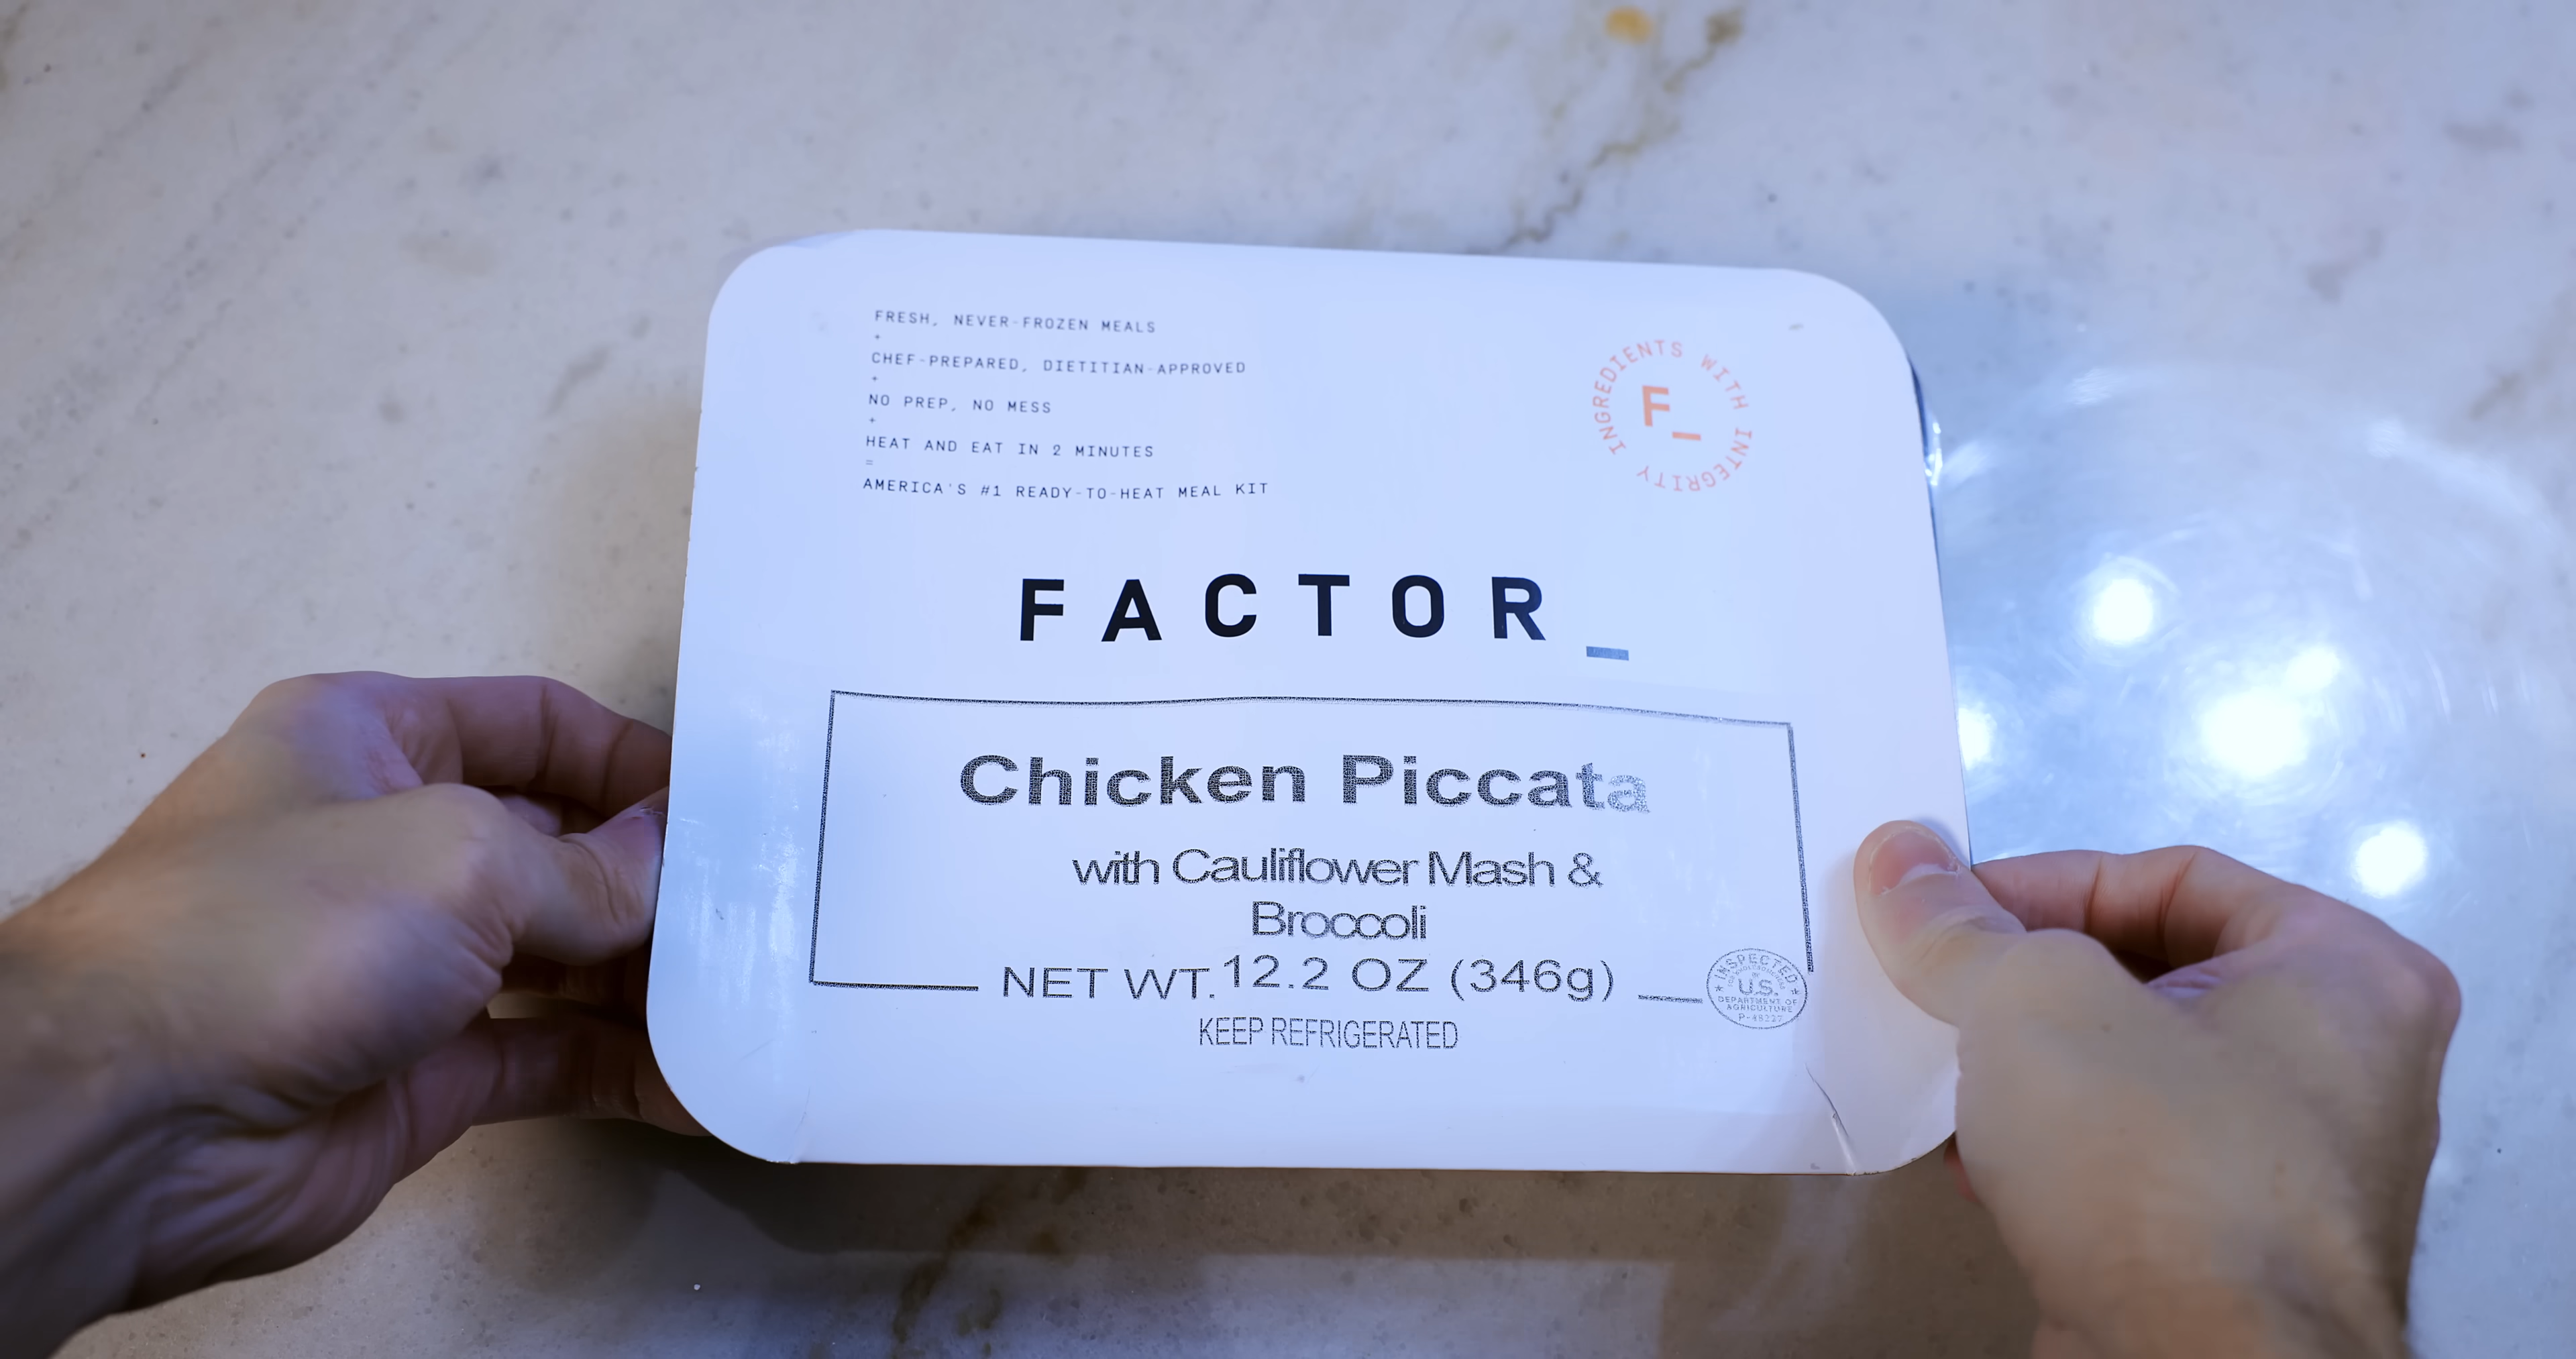 FRESH, NEVER-FROZEN MEALS
+
CHEF-PREPARED, DIETITIAN-APPROVED
+
NO PREP, NO MESS
+
HEAT AND EAT IN 2 MINUTES
=
AMERICA'S #1 READY-TO-HEAT MEAL KIT
INGREDIENTS WITH INTEGRITY
F_
FACTOR_
Chicken Piccata
with Cauliflower Mash &
Broccoli
NET WT. 12.2 OZ (346g)
KEEP REFRIGERATED
INSPECTED
U.S.
DEPARTMENT OF
AGRICULTURE
P-48227